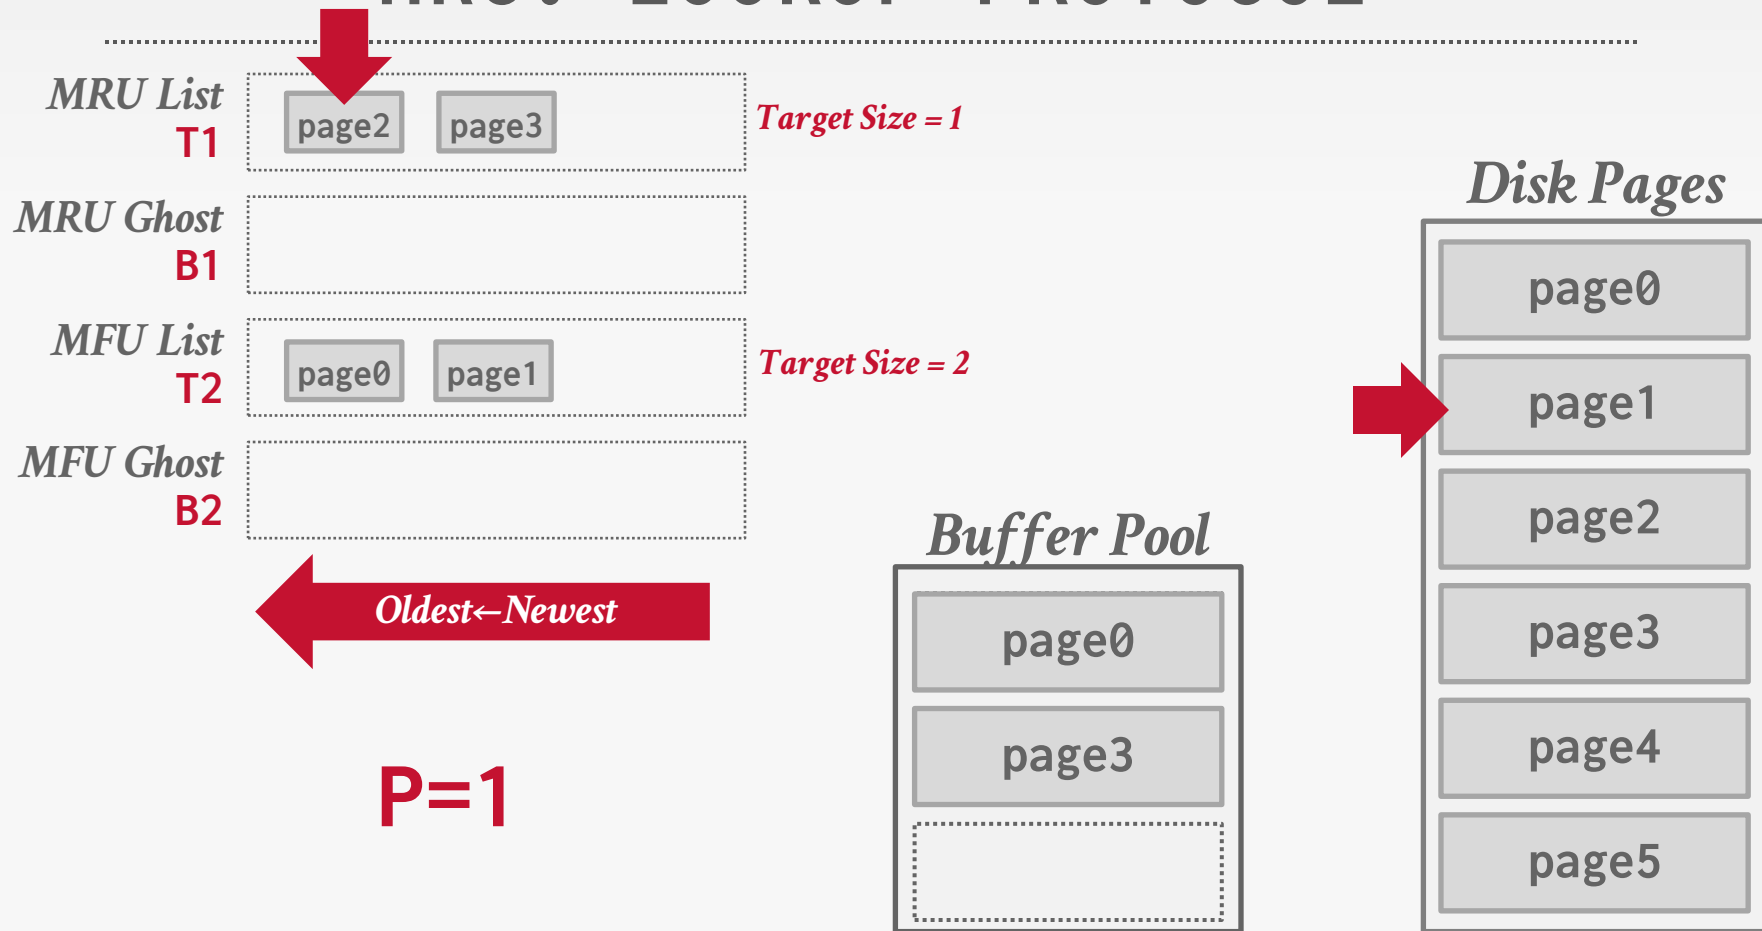 MRU List
T1
page2
page3
Target Size = 1
MRU Ghost
B1
MFU List
T2
page0
page1
Target Size = 2
MFU Ghost
B2
Oldest←Newest
P=1
Buffer Pool
page0
page3
Disk Pages
page0
page1
page2
page3
page4
page5